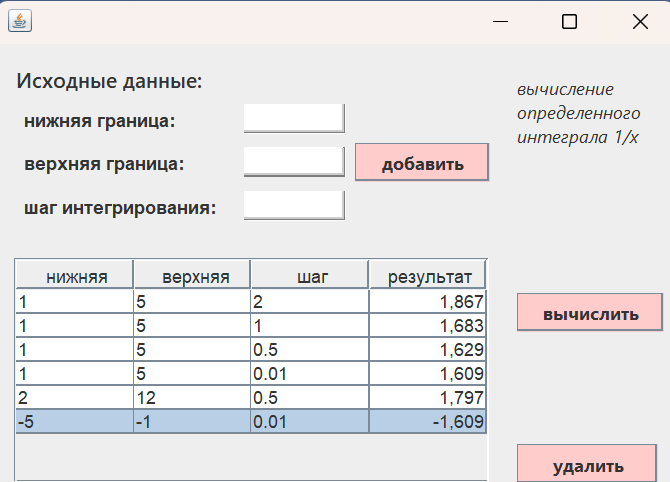 Исходные данные:
нижняя граница:
верхняя граница:
шаг интегрирования:
добавить
вычисление
определенного
интеграла 1/x
нижняя верхняя шаг результат
1 5 2 1,867
1 5 1 1,683
1 5 0.5 1,629
1 5 0.01 1,609
2 12 0.5 1,797
-5 -1 0.01 -1,609
вычислить
удалить